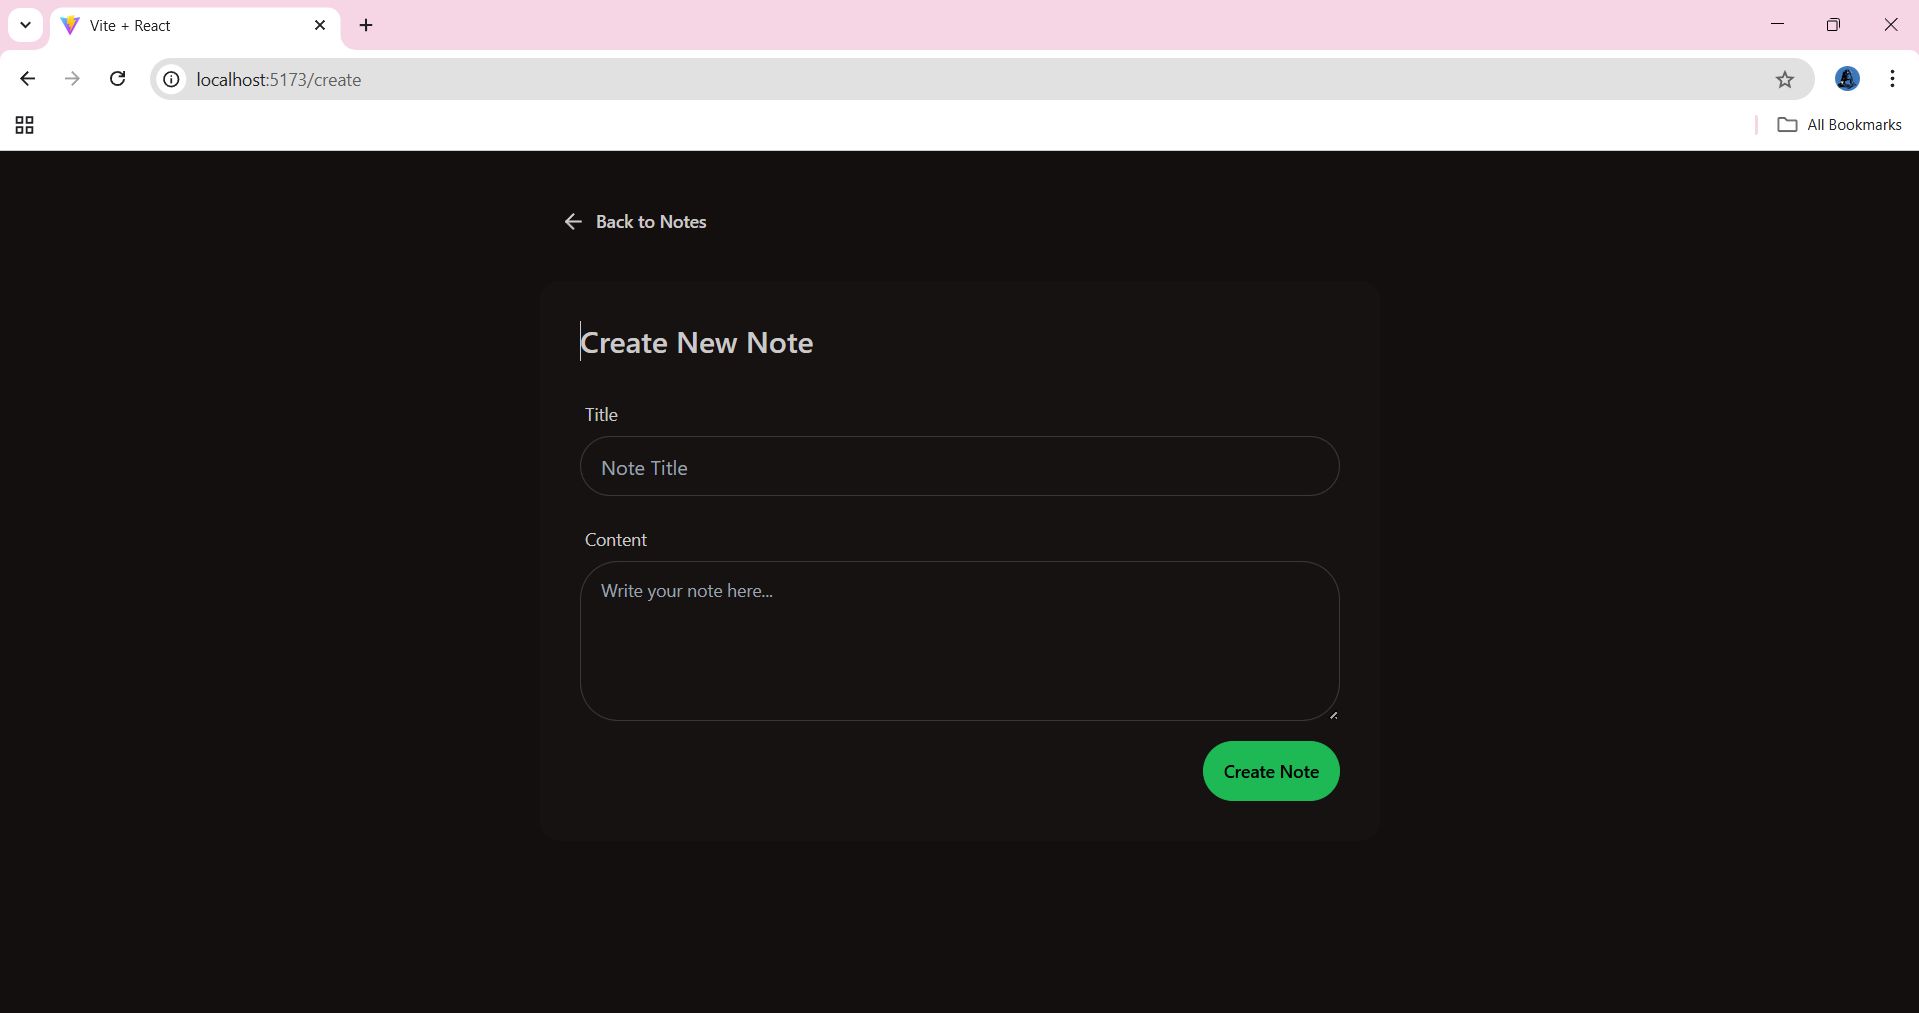 Vite + React
localhost:5173/create
All Bookmarks
Back to Notes
Create New Note
Title
Note Title
Content
Write your note here...
Create Note